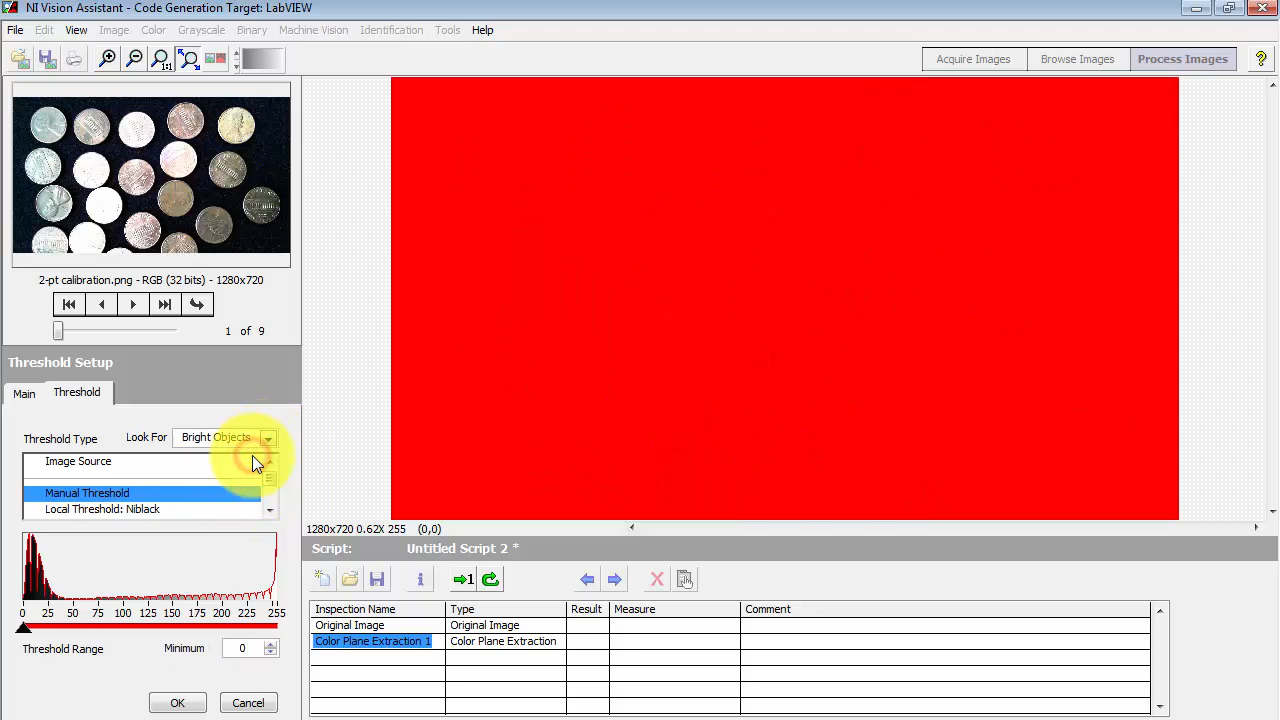 NI Vision Assistant - Code Generation Target: LabVIEW
File Edit View Image Color Grayscale Binary Machine Vision Identification Tools Help
1:1
Acquire Images Browse Images Process Images ?
2-pt calibration.png - RGB (32 bits) - 1280x720
1 of 9
Threshold Setup
Main Threshold
Threshold Type Look For Bright Objects
Image Source
Manual Threshold
Local Threshold: Niblack
0 25 50 75 100 125 150 175 200 225 255
Threshold Range Minimum 0
OK Cancel
1280x720 0.62X 255 (0,0)
Script: Untitled Script 2 *
i 1
Inspection Name Type Result Measure Comment
Original Image Original Image
Color Plane Extraction 1 Color Plane Extraction